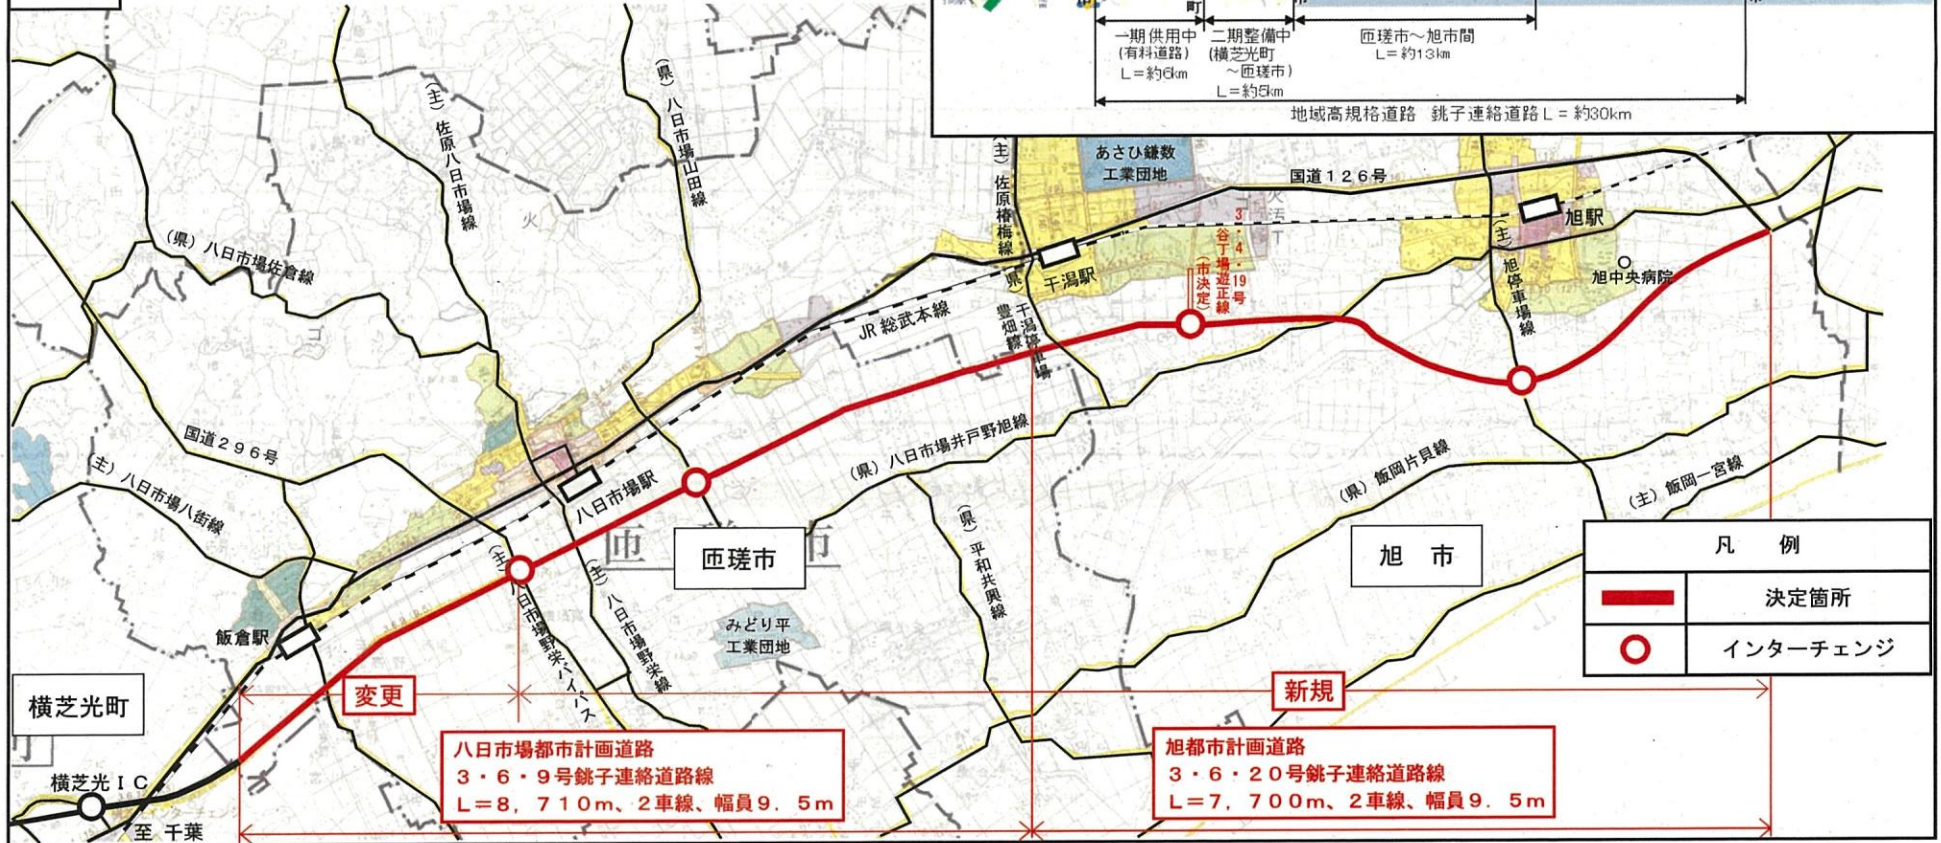 町
一期供用中
(有料道路)
L=約6km
二期整備中
(横芝光町
～匝瑳市)
L=約5km
匝瑳市～旭市間
L=約13km
地域高規格道路 銚子連絡道路L=約30km
(主)佐原八日市場線
(県)八日市場山田線
(県)八日市場佐倉線
(主)佐原椿海線
あさひ鎌数
工業団地
国道126号
旭駅
旭中央病院
(主)旭停車場線
干潟駅
JR総武本線
(県)干潟停車場
豊畑線
3・4・19号
谷丁場遊正線
(市決定)
国道296号
(主)八日市場八街線
八日市場駅
(県)八日市場井戸野旭線
(県)飯岡片貝線
(主)飯岡一宮線
匝瑳市
匝瑳市
旭 市
(県)平和共興線
みどり平
工業団地
(主)八日市場野栄線
(主)八日市場野栄バイパス
飯倉駅
横芝光町
横芝光IC
至 千葉
変更
新規
八日市場都市計画道路
3・6・9号銚子連絡道路線
L=8,710m、2車線、幅員9.5m
旭都市計画道路
3・6・20号銚子連絡道路線
L=7,700m、2車線、幅員9.5m
凡 例
決定箇所
インターチェンジ